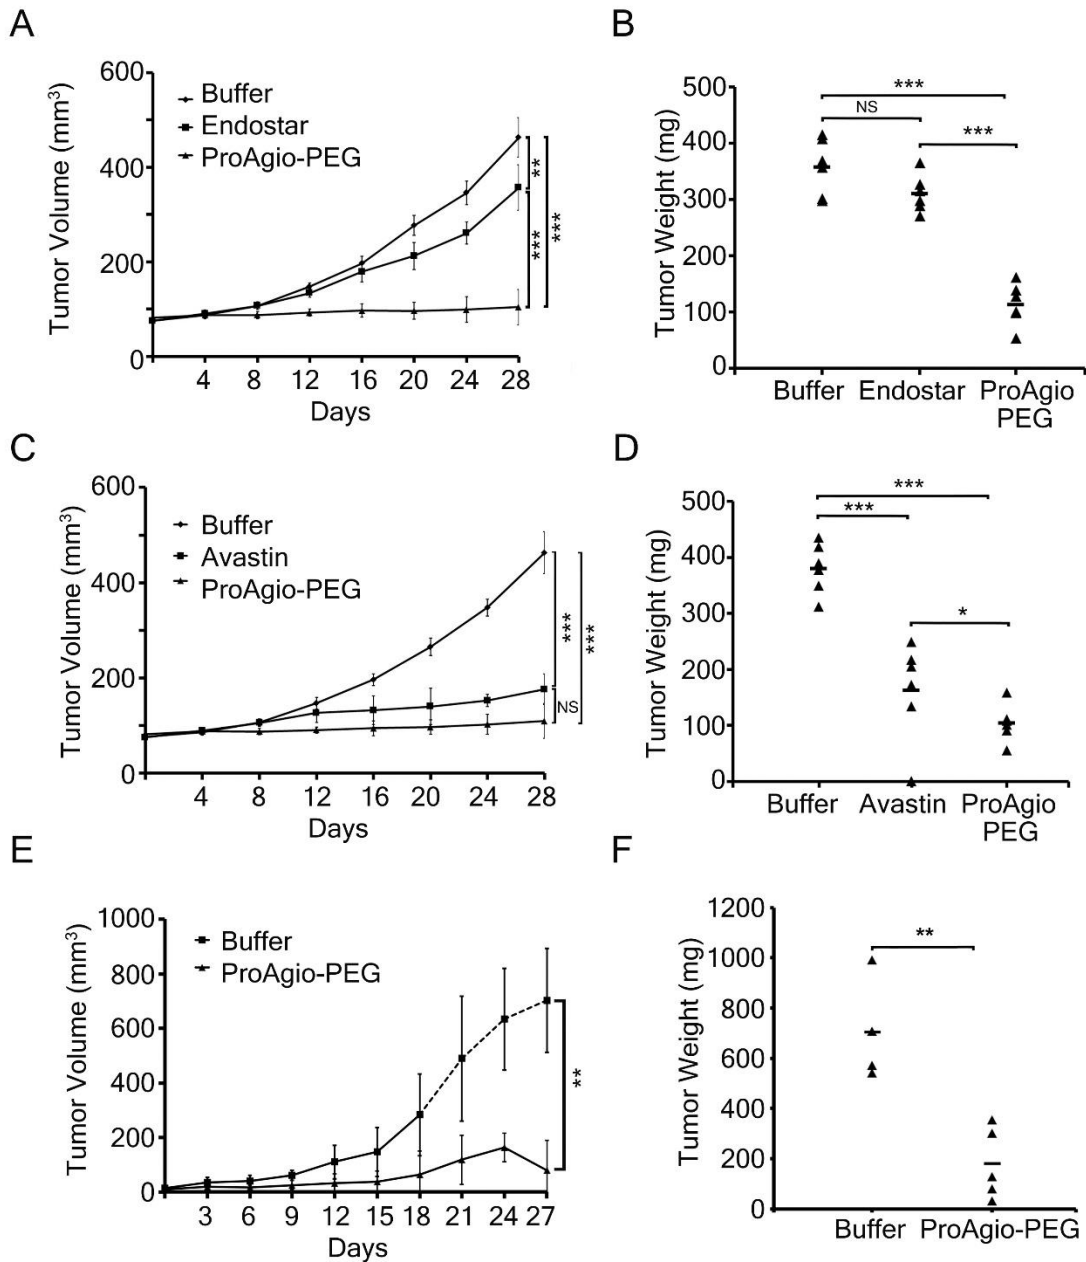 A
Tumor Volume (mm³)
600
400
200
0
Buffer
Endostar
ProAgio-PEG
**
***
***
4 8 12 16 20 24 28
Days
B
Tumor Weight (mg)
500
400
300
200
100
0
***
NS
***
Buffer Endostar ProAgio
PEG
C
Tumor Volume (mm³)
600
400
200
0
Buffer
Avastin
ProAgio-PEG
***
***
NS
4 8 12 16 20 24 28
Days
D
Tumor Weight (mg)
500
400
300
200
100
0
***
***
*
Buffer Avastin ProAgio
PEG
E
Tumor Volume (mm³)
1000
800
600
400
200
0
Buffer
ProAgio-PEG
**
3 6 9 12 15 18 21 24 27
Days
F
Tumor Weight (mg)
1200
1000
800
600
400
200
0
**
Buffer ProAgio-PEG